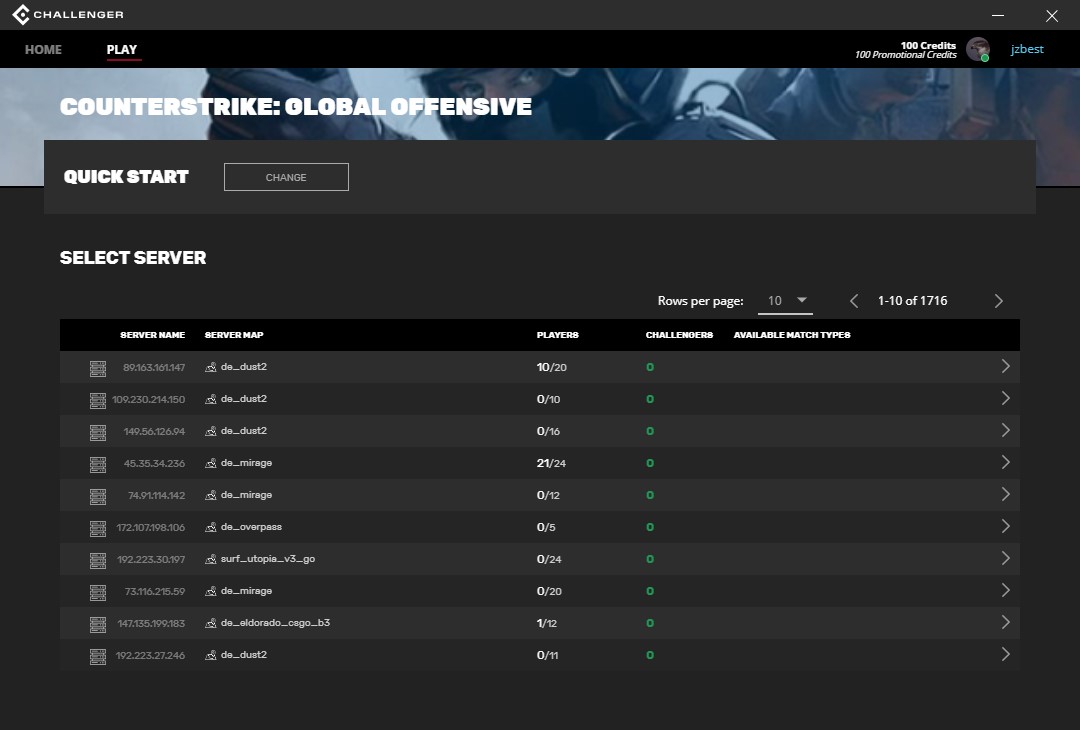 CHALLENGER
HOME PLAY 100 Credits
100 Promotional Credits jzbest
COUNTERSTRIKE: GLOBAL OFFENSIVE
QUICK START CHANGE
SELECT SERVER
Rows per page: 10 1-10 of 1716
SERVER NAME SERVER MAP PLAYERS CHALLENGERS AVAILABLE MATCH TYPES
89.163.161.147 de_dust2 10/20 0
109.230.214.150 de_dust2 0/10 0
149.56.126.94 de_dust2 0/16 0
45.35.34.236 de_mirage 21/24 0
74.91.114.142 de_mirage 0/12 0
172.107.198.106 de_overpass 0/5 0
192.223.30.197 surf_utopia_v3_go 0/24 0
73.116.215.59 de_mirage 0/20 0
147.135.199.183 de_eldorado_csgo_b3 1/12 0
192.223.27.246 de_dust2 0/11 0